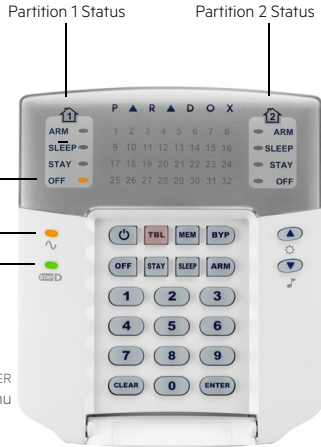 Partition 1 Status Partition 2 Status
P ▲ R ▲ D O X
1 2
ARM 1 2 3 4 5 6 7 8 ARM
SLEEP 9 10 11 12 13 14 15 16 SLEEP
STAY 17 18 19 20 21 22 23 24 STAY
OFF 25 26 27 28 29 30 31 32 OFF
TBL MEM BYP
OFF STAY SLEEP ARM
STAY D
1 2 3
4 5 6
7 8 9
ER
CLEAR 0 ENTER
nu